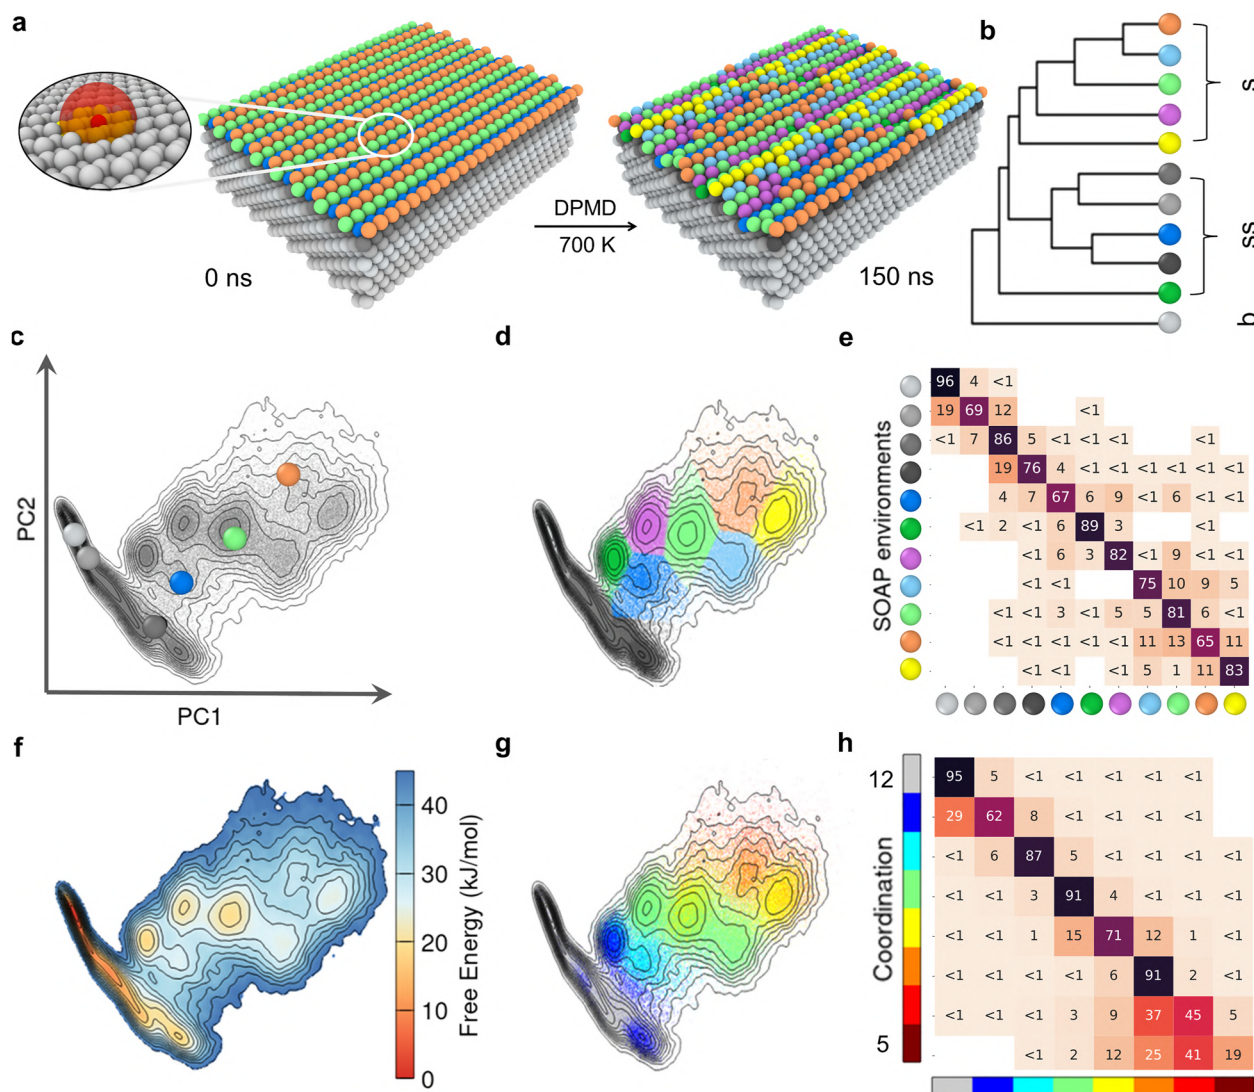 a
b
0 ns
DPMD
700 K
150 ns
s
ss
b
c
d
e
PC2
PC1
SOAP environments
96 4 <1
19 69 12 <1
<1 7 86 5 <1 <1 <1 <1
19 76 4 <1 <1 <1 <1 <1 <1
4 7 67 6 9 <1 6 <1 <1
<1 2 <1 6 89 3 <1
<1 6 3 82 <1 9 <1 <1
<1 <1 75 10 9 5
<1 <1 3 <1 5 5 81 6 <1
<1 <1 <1 <1 <1 11 13 65 11
<1 <1 <1 5 1 11 83
f
g
h
40
30
20
10
0
Free Energy (kJ/mol)
12
Coordination
5
95 5 <1 <1 <1 <1 <1
29 62 8 <1 <1 <1 <1
<1 6 87 5 <1 <1 <1 <1
<1 <1 3 91 4 <1 <1 <1
<1 <1 1 15 71 12 1 <1
<1 <1 <1 <1 6 91 2 <1
<1 <1 <1 3 9 37 45 5
<1 2 12 25 41 19